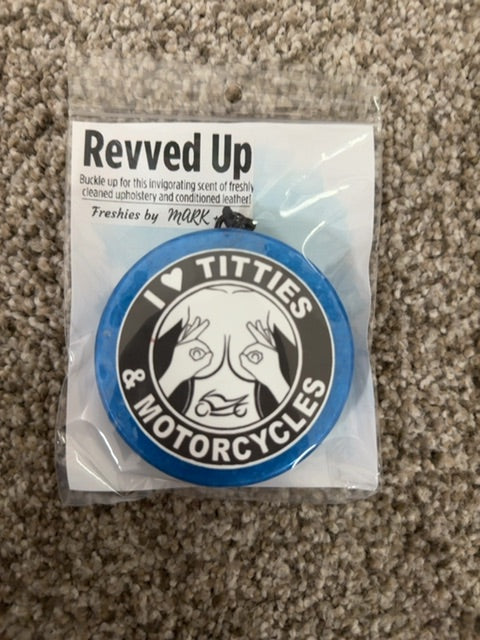 Revved Up
Buckle up for this invigorating scent of freshly
cleaned upholstery and conditioned leather!
Freshies by MARK
I ♥ TITTIES
& MOTORCYCLES